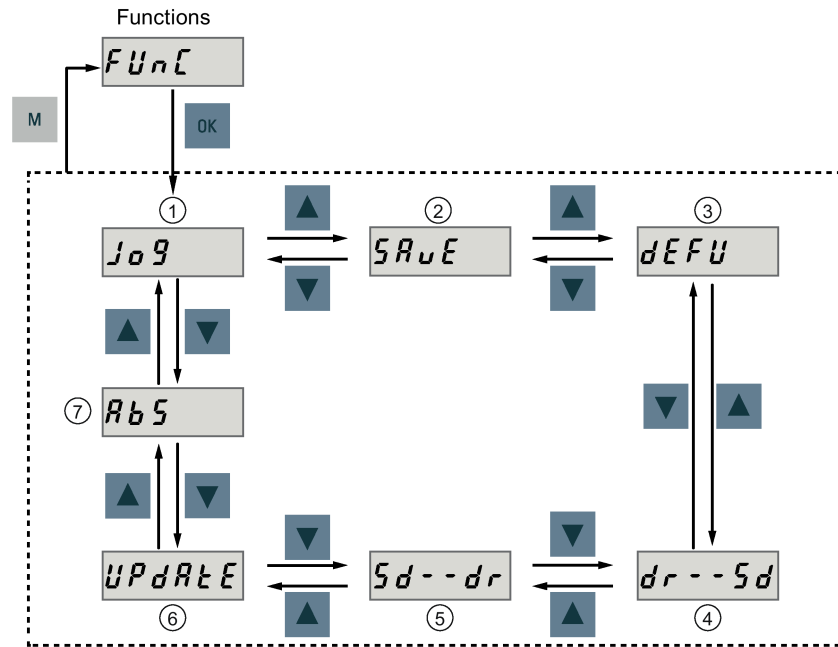 Functions
FUnC
M
OK
1 2 3
JoG SAvE dEFU
7 AbS
UPdAtE Sd--dr dr--Sd
6 5 4